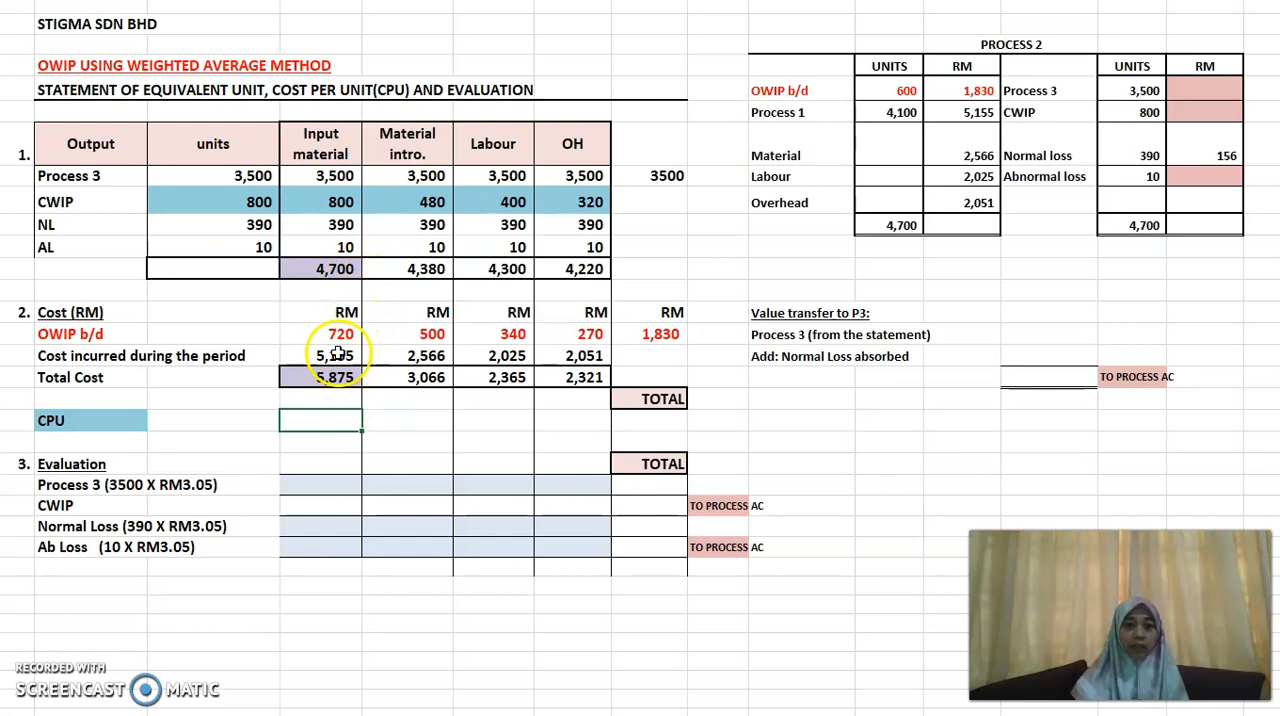 STIGMA SDN BHD
OWIP USING WEIGHTED AVERAGE METHOD
STATEMENT OF EQUIVALENT UNIT, COST PER UNIT(CPU) AND EVALUATION
1.
Output units Input material Material intro. Labour OH
Process 3 3,500 3,500 3,500 3,500 3,500 3500
CWIP 800 800 480 400 320
NL 390 390 390 390 390
AL 10 10 10 10 10
4,700 4,380 4,300 4,220
2. Cost (RM) RM RM RM RM RM
OWIP b/d 720 500 340 270 1,830
Cost incurred during the period 2,566 2,025 2,051
Total Cost 5,875 3,066 2,365 2,321
TOTAL
CPU
3. Evaluation TOTAL
Process 3 (3500 X RM3.05)
CWIP TO PROCESS AC
Normal Loss (390 X RM3.05)
Ab Loss (10 X RM3.05) TO PROCESS AC
PROCESS 2
UNITS RM UNITS RM
OWIP b/d 600 1,830 Process 3 3,500
Process 1 4,100 5,155 CWIP 800
Material 2,566 Normal loss 390 156
Labour 2,025 Abnormal loss 10
Overhead 2,051
4,700 4,700
Value transfer to P3:
Process 3 (from the statement)
Add: Normal Loss absorbed
TO PROCESS AC
RECORDED WITH
SCREENCAST MATIC